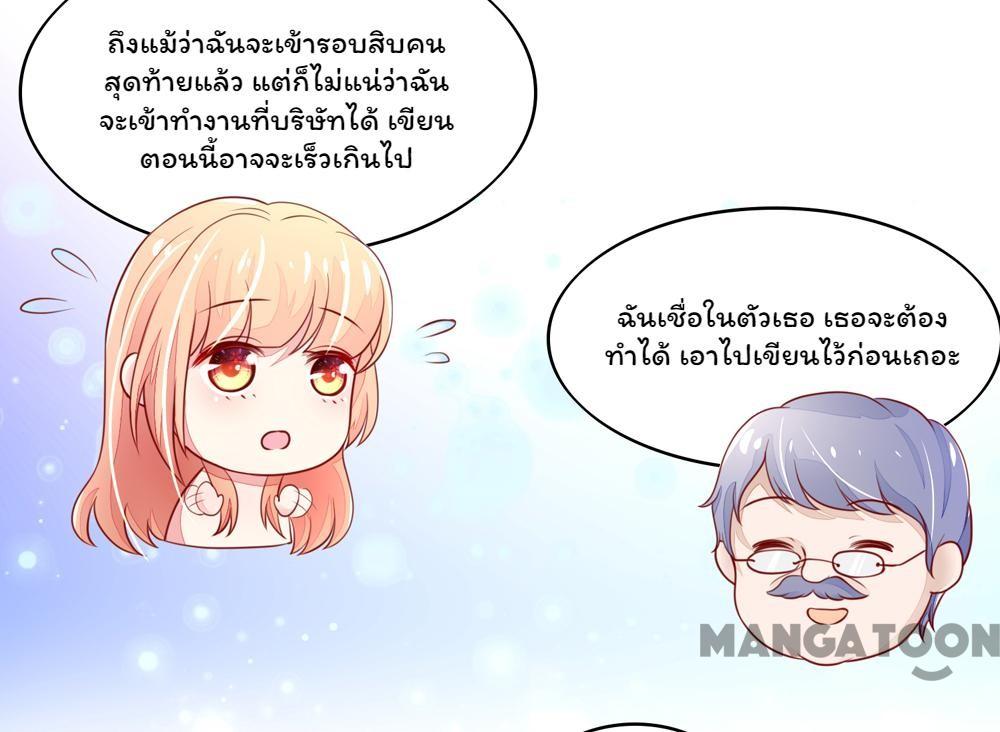 ถึงแม้ว่าฉันจะเข้ารอบสิบคน
สุดท้ายแล้ว แต่ก็ไม่แน่ว่าฉัน
จะเข้าทำงานที่บริษัทได้ เขียน
ตอนนี้อาจจะเร็วเกินไป
ฉันเชื่อในตัวเธอ เธอจะต้อง
ทำได้ เอาไปเขียนไว้ก่อนเถอะ
MANGATOON